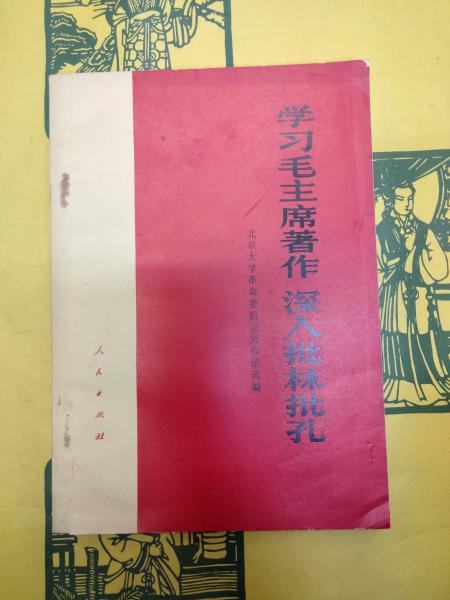 学习毛主席著作 深入批林批孔
北京大学革命委员会宣传组选编
人民出版社